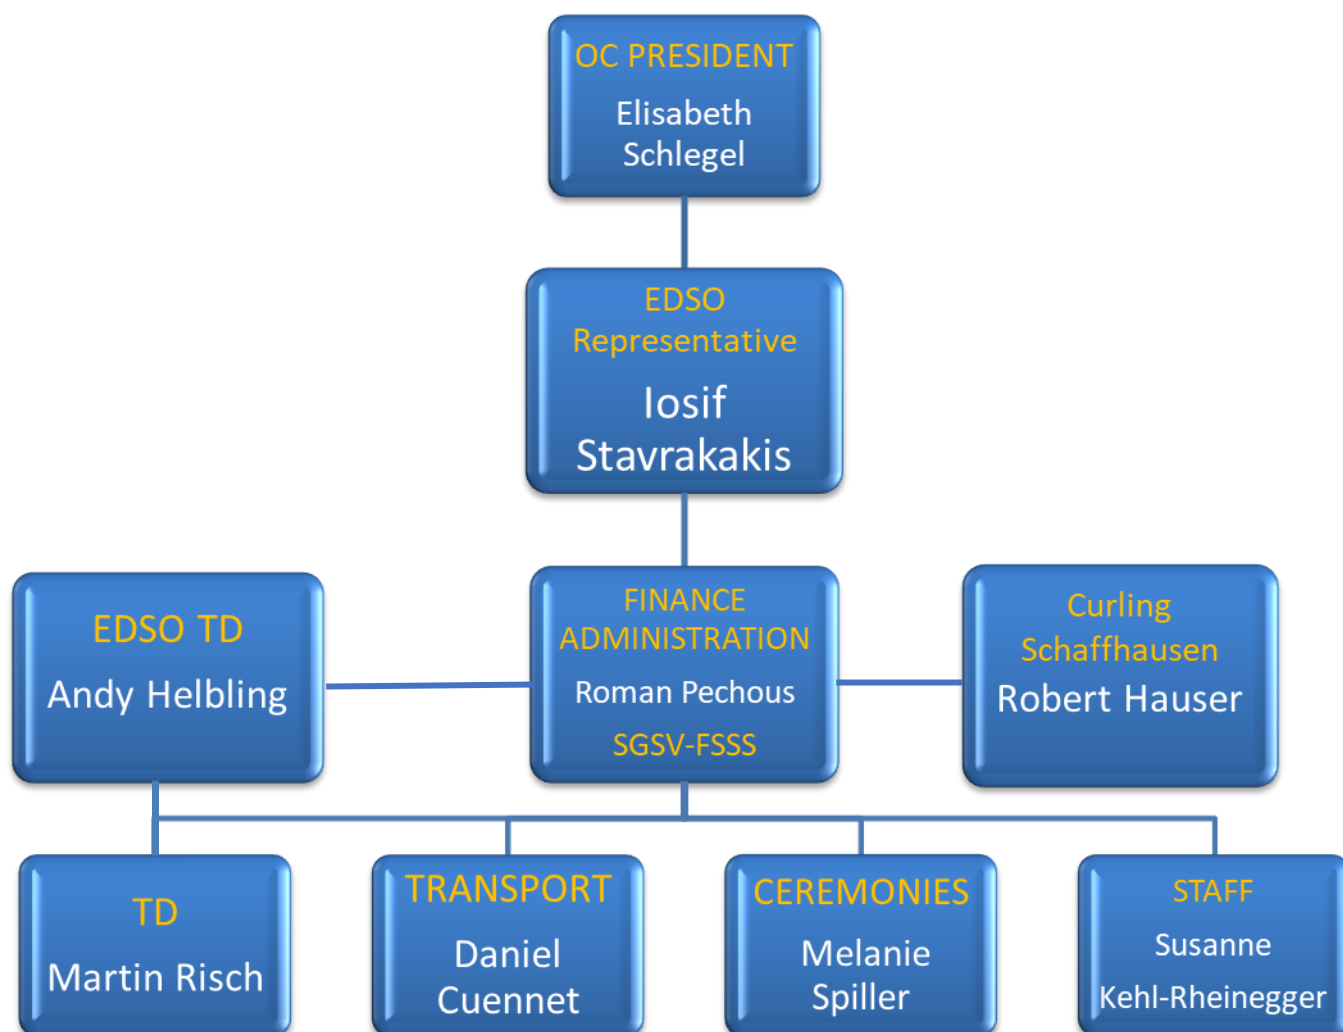 OC PRESIDENT
Elisabeth
Schlegel
EDSO
Representative
Iosif
Stavrakakis
EDSO TD
Andy Helbling
FINANCE
ADMINISTRATION
Roman Pechous
SGSV-FSSS
Curling
Schaffhausen
Robert Hauser
TD
Martin Risch
TRANSPORT
Daniel
Cuennet
CEREMONIES
Melanie
Spiller
STAFF
Susanne
Kehl-Rheinegger